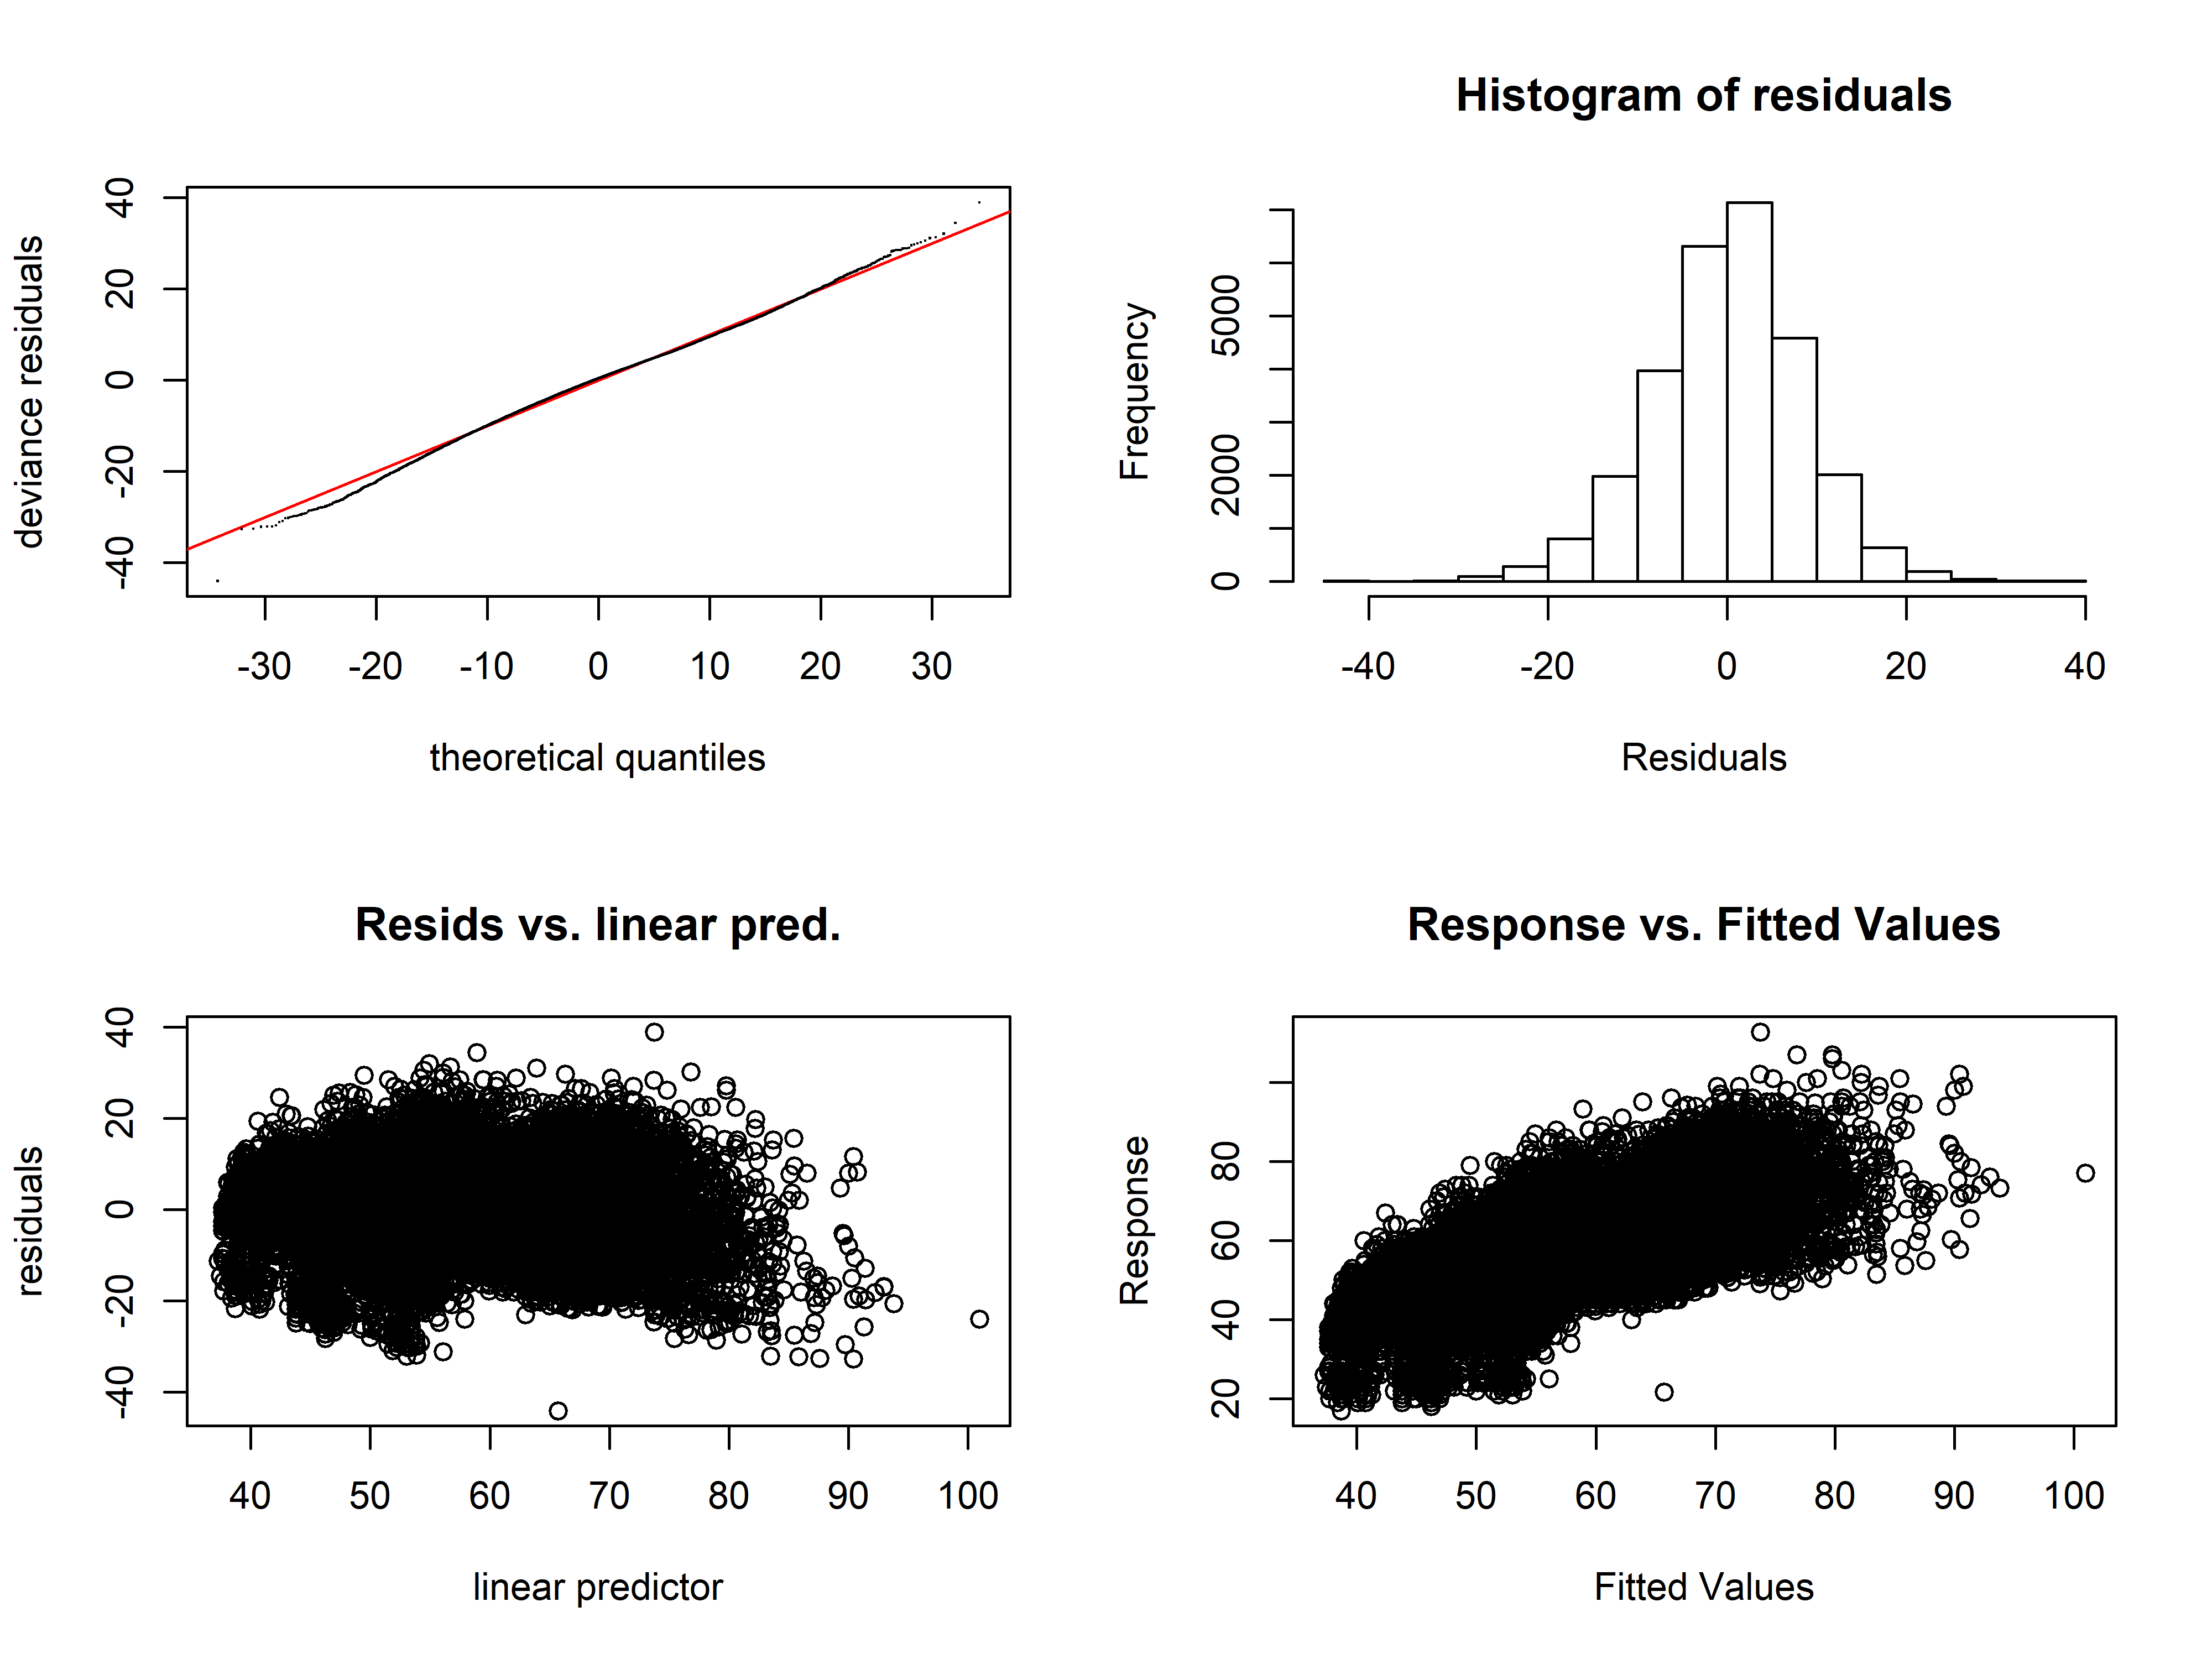 deviance residuals
40
20
0
-20
-40
-30 -20 -10 0 10 20 30
theoretical quantiles
Histogram of residuals
Frequency
5000
2000
0
-40 -20 0 20 40
Residuals
Resids vs. linear pred.
residuals
40
20
0
-20
-40
40 50 60 70 80 90 100
linear predictor
Response vs. Fitted Values
Response
80
60
40
20
40 50 60 70 80 90 100
Fitted Values